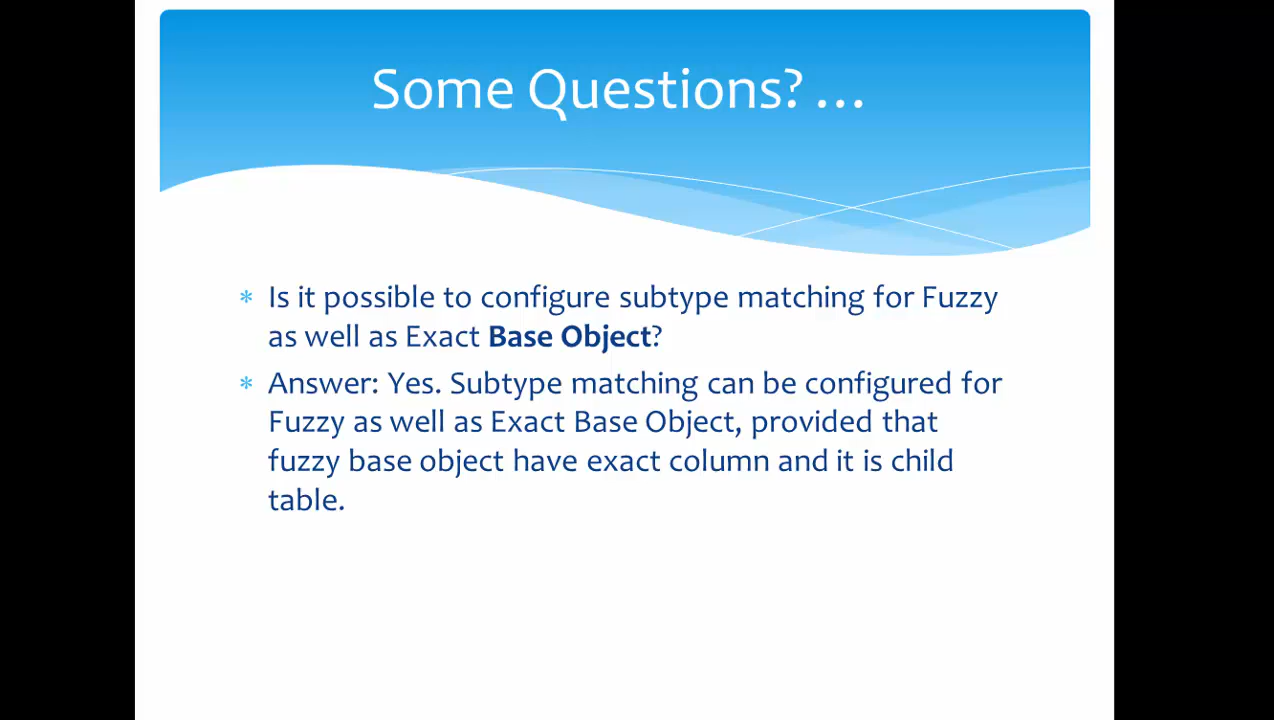 Some Questions? …
* Is it possible to configure subtype matching for Fuzzy
as well as Exact Base Object?
* Answer: Yes. Subtype matching can be configured for
Fuzzy as well as Exact Base Object, provided that
fuzzy base object have exact column and it is child
table.